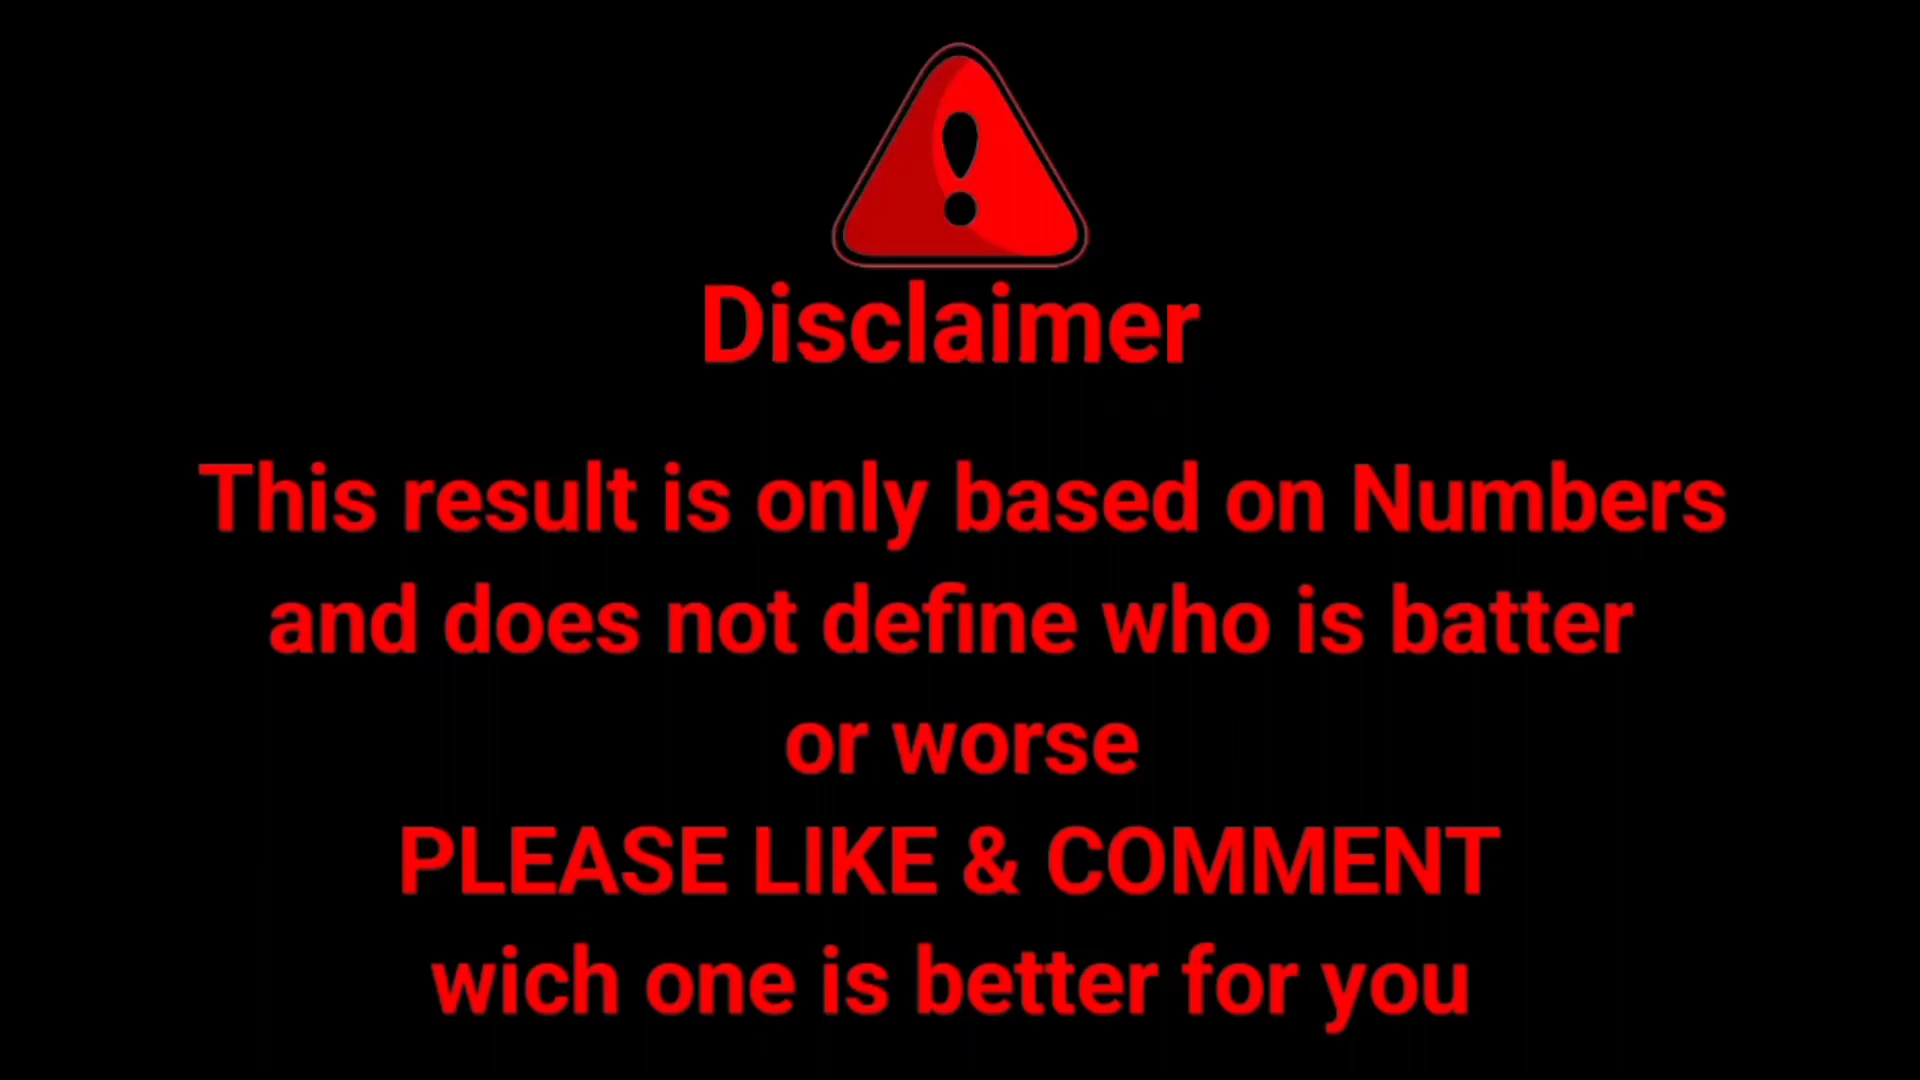 Disclaimer
This result is only based on Numbers
and does not define who is batter
or worse
PLEASE LIKE & COMMENT
wich one is better for you